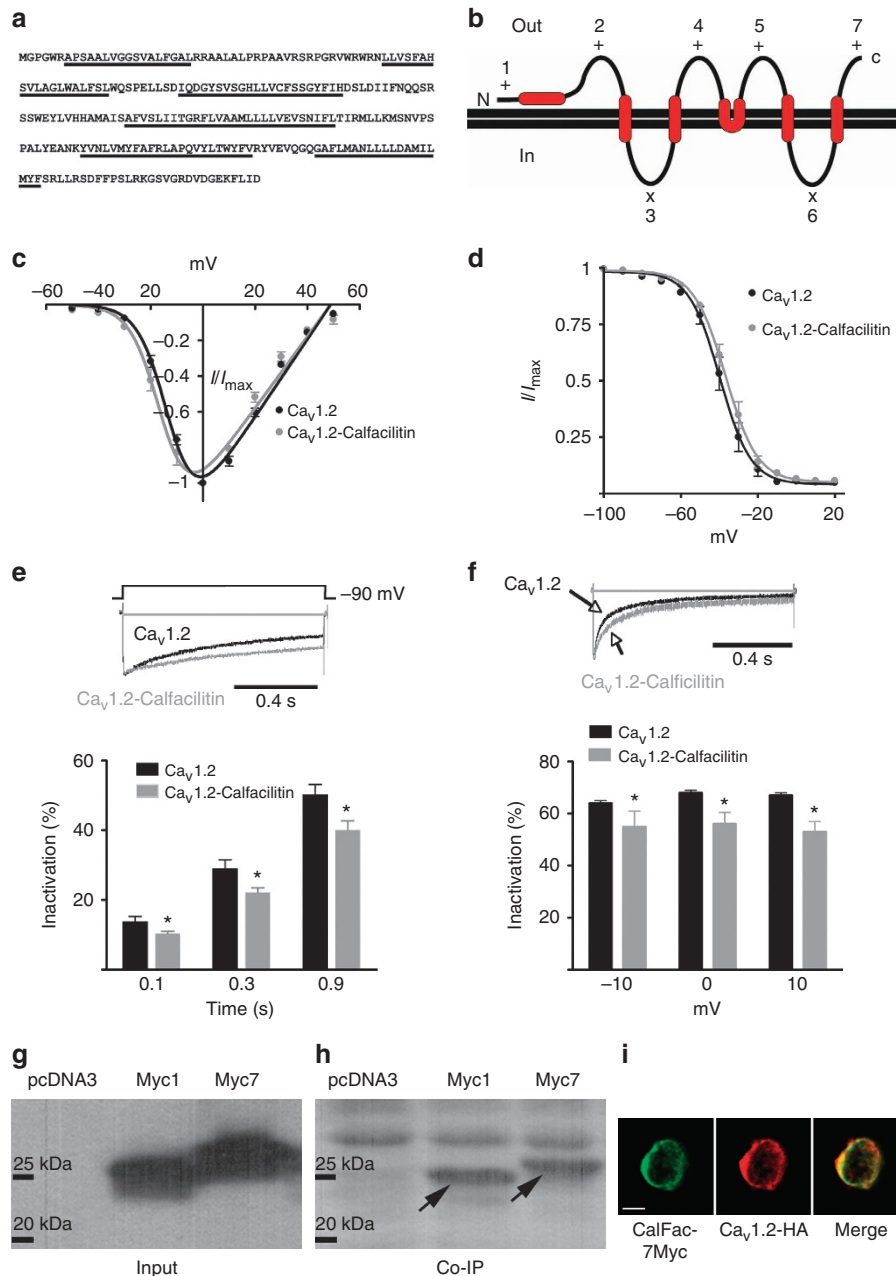 a
MGPGWRAPSAALVGGSVALFGALRRAALALPRPAAVRSRPGRVWRWRNLLVSFAH
SVLAGLWALFSLWQSPELLSDIQDGYSVSGHLLVCFSSGYFIHDSLDIIFNQQSR
SSWEYLVHHAMAISAFVSLIITGRFLVAAMLLLLVEVSNIFLTIRMLLKMSNVPS
PALYEANKYVNLVMYFAFRLAPQVYLTWYFVRYVEVQGQGAFLMANLLLLDAMIL
MYFSRLLRSDFFPSLRKGSVGRDVDGEKFLID
b
Out
2
4
5
7
+
+
+
+
1
+
N
c
In
x
x
3
6
c
mV
−60
−40
20
0
20
40
60
−0.2
−0.4
−0.6
−1
I/Imax
Cav1.2
Cav1.2-Calfacilitin
d
1
0.75
0.5
0.25
I/Imax
−100
−60
−20
20
mV
Cav1.2
Cav1.2-Calfacilitin
e
−90 mV
Cav1.2
Cav1.2-Calfacilitin
0.4 s
Cav1.2
Cav1.2-Calfacilitin
Inactivation (%)
60
40
20
*
*
*
0.1
0.3
0.9
Time (s)
f
Cav1.2
0.4 s
Cav1.2-Calficilitin
Cav1.2
Cav1.2-Calfacilitin
Inactivation (%)
80
60
40
20
*
*
*
−10
0
10
mV
g
pcDNA3
Myc1
Myc7
25 kDa
20 kDa
Input
h
pcDNA3
Myc1
Myc7
25 kDa
20 kDa
Co-IP
i
CalFac-
7Myc
Cav1.2-HA
Merge